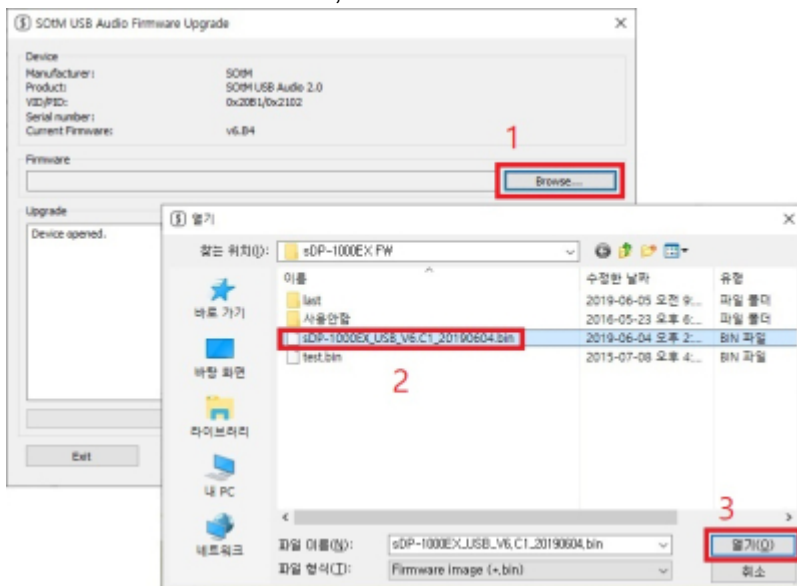 SOtM USB Audio Firmware Upgrade
Device
Manufacturer: SOtM
Product: SOtM USB Audio 2.0
VID/PID: 0x20B1/0x2102
Serial number:
Current Firmware: v6.B4
1
Firmware
Browse...
Upgrade
Device opened.
Exit
열기
찾는 위치(I): sDP-1000EX FW
이름 수정한 날짜 유형
last 2019-06-05 오전 9:... 파일 폴더
사용안함 2016-05-23 오후 6:... 파일 폴더
sDP-1000EX_USB_V6.C1_20190604.bin 2019-06-04 오후 2:... BIN 파일
test.bin 2015-07-08 오후 4:... BIN 파일
2
바로 가기
바탕 화면
라이브러리
내 PC
네트워크
3
파일 이름(N): sDP-1000EX_USB_V6.C1_20190604.bin 열기(O)
파일 형식(T): Firmware Image (*.bin) 취소